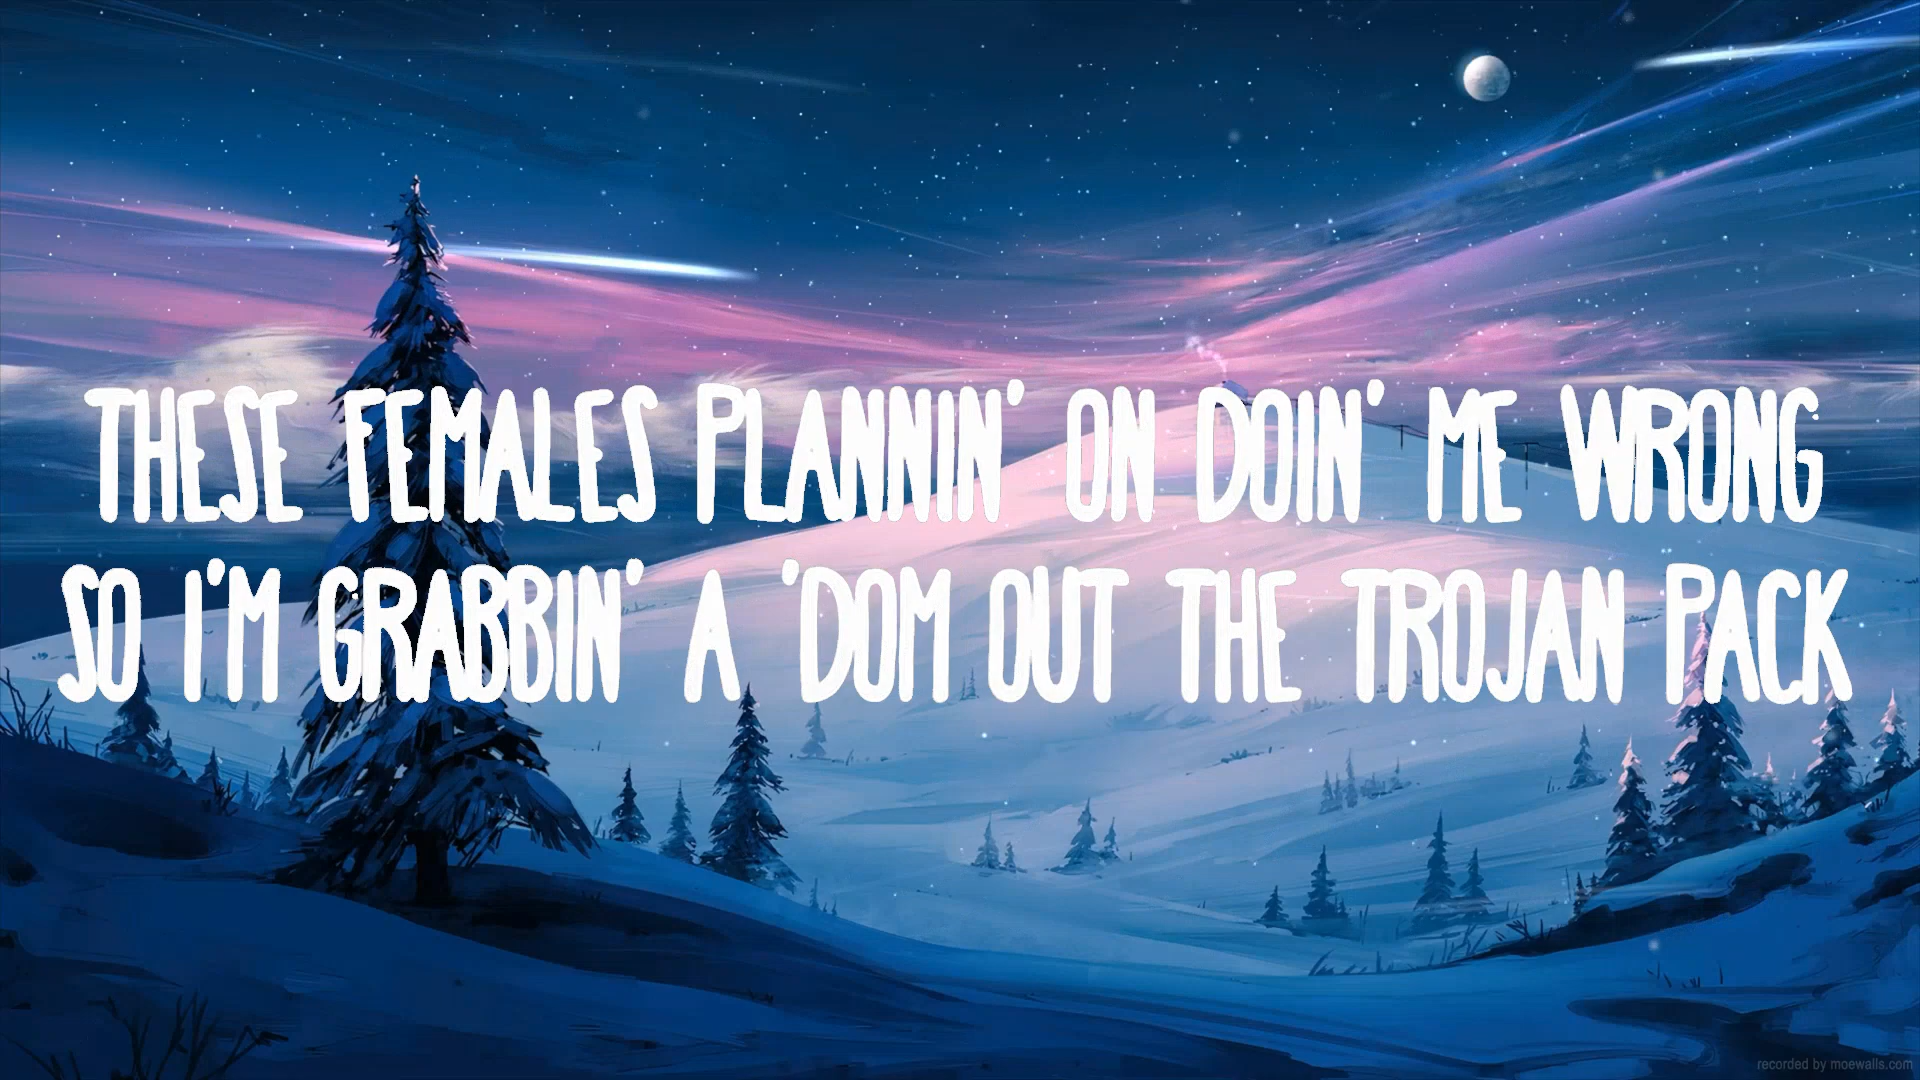 THESE FEMALES PLANNIN' ON DOIN' ME WRONG
SO I'M GRABBIN' A 'DOM OUT THE TROJAN PACK
recorded by moewalls.com